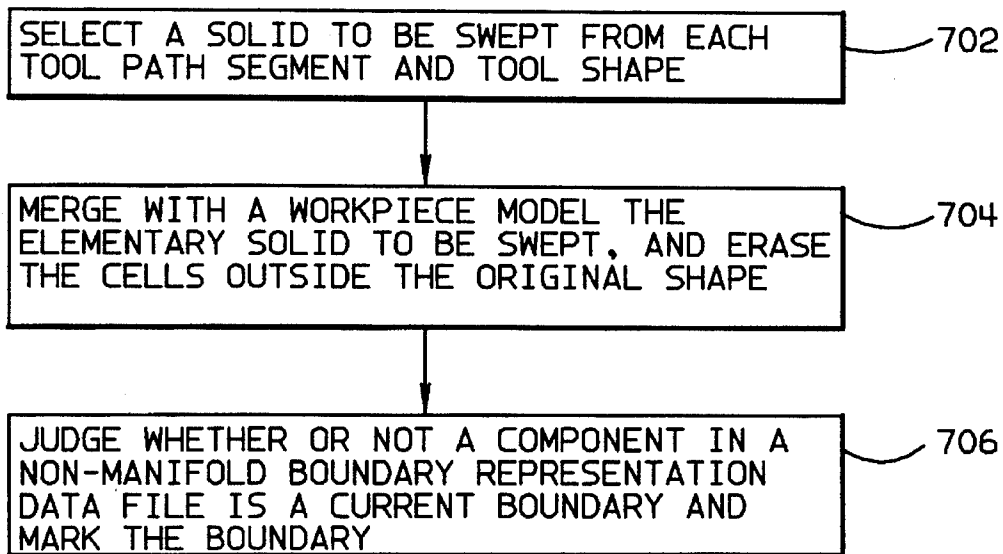 SELECT A SOLID TO BE SWEPT FROM EACH
TOOL PATH SEGMENT AND TOOL SHAPE
702
MERGE WITH A WORKPIECE MODEL THE
ELEMENTARY SOLID TO BE SWEPT, AND ERASE
THE CELLS OUTSIDE THE ORIGINAL SHAPE
704
JUDGE WHETHER OR NOT A COMPONENT IN A
NON-MANIFOLD BOUNDARY REPRESENTATION
DATA FILE IS A CURRENT BOUNDARY AND
MARK THE BOUNDARY
706